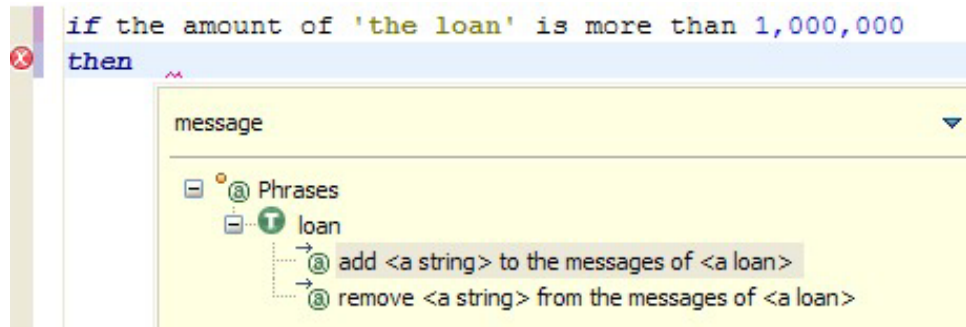 if the amount of 'the loan' is more than 1,000,000
then
message
Phrases
loan
add <a string> to the messages of <a loan>
remove <a string> from the messages of <a loan>